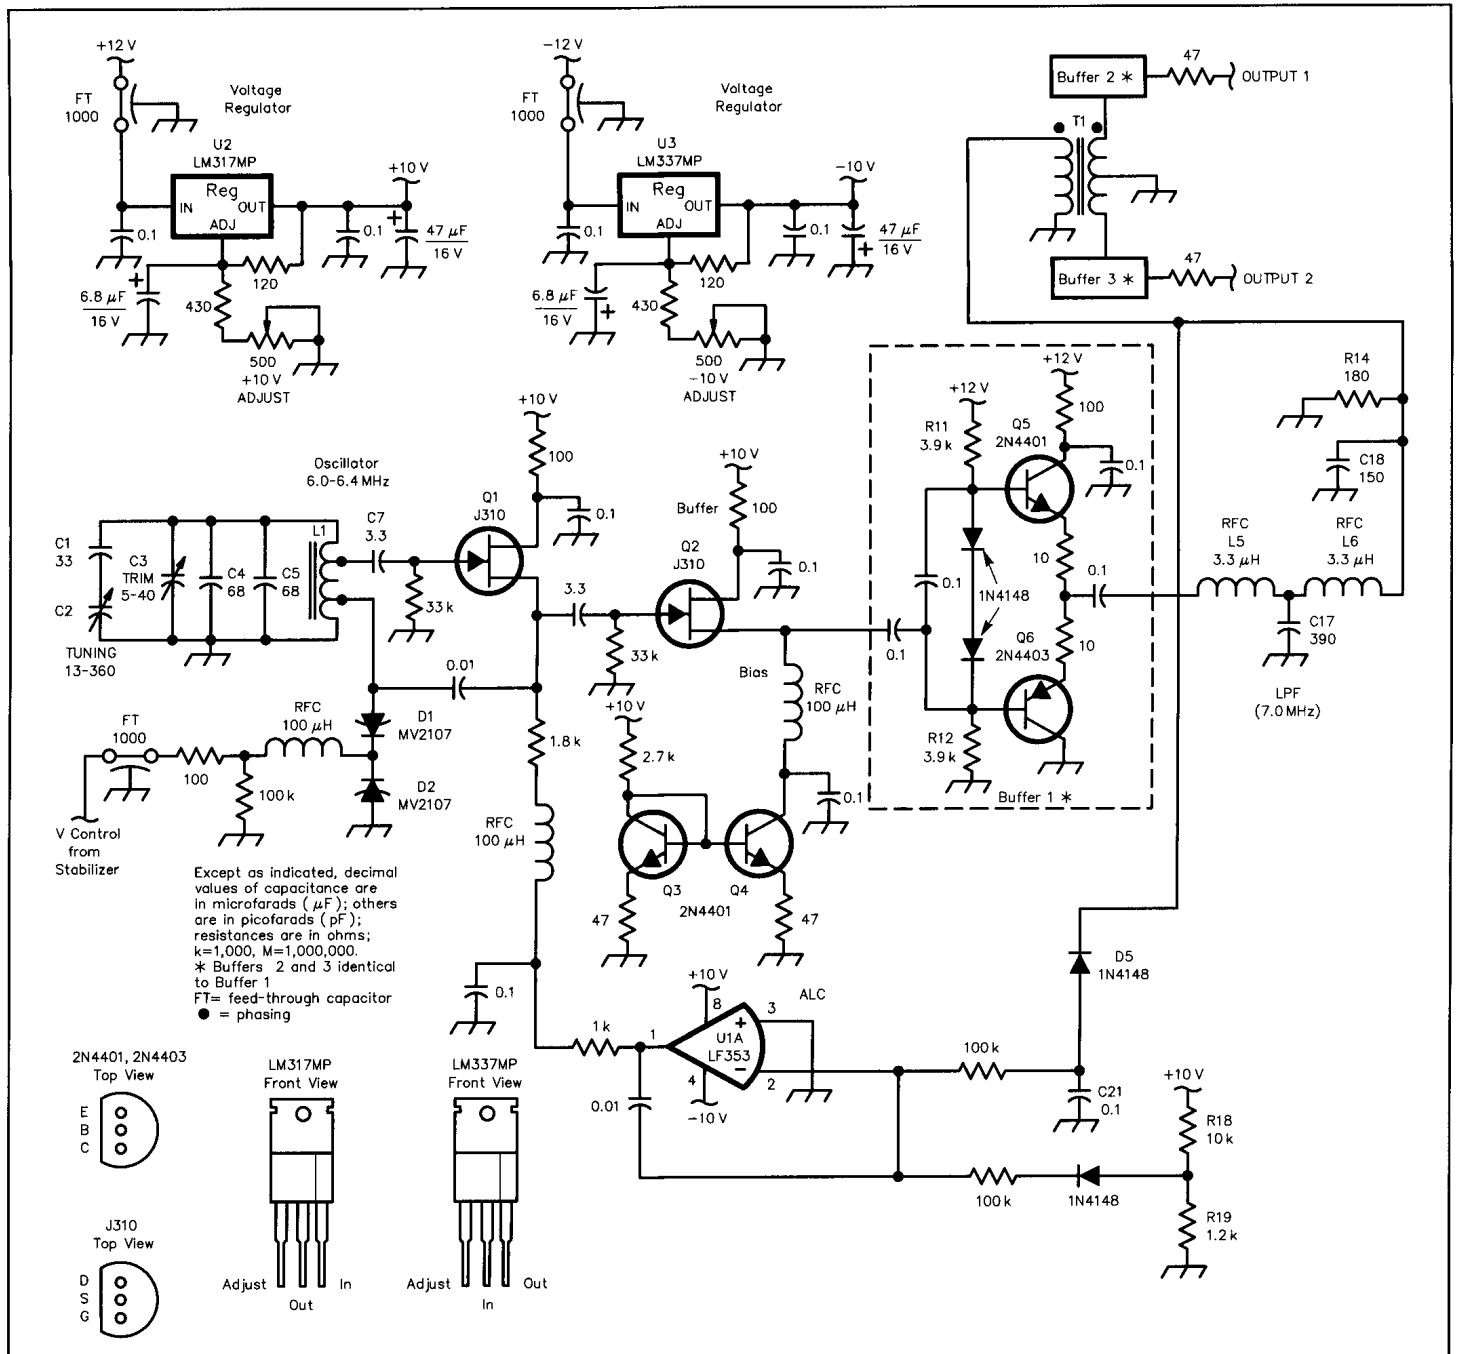 +12 V
FT
1000
Voltage
Regulator
U2
LM317MP
Reg
IN
OUT
ADJ
+10 V
0.1
0.1
+
47 µF
16 V
+
6.8 µF
16 V
120
430
500
+10 V
ADJUST
-12 V
FT
1000
Voltage
Regulator
U3
LM337MP
Reg
IN
OUT
ADJ
-10 V
0.1
0.1
47 µF
16 V
+
6.8 µF
16 V
+
120
430
500
-10 V
ADJUST
Buffer 2 *
47
OUTPUT 1
T1
Buffer 3 *
47
OUTPUT 2
R14
180
C18
150
RFC
L5
3.3 µH
RFC
L6
3.3 µH
C17
390
LPF
(7.0 MHz)
+12 V
+12 V
100
R11
3.9 k
Q5
2N4401
0.1
10
0.1
1N4148
0.1
0.1
Q6
2N4403
10
R12
3.9 k
Buffer 1 *
Oscillator
6.0-6.4 MHz
+10 V
100
0.1
Q1
J310
C1
33
C2
TUNING
13-360
C3
TRIM
5-40
C4
68
C5
68
L1
C7
3.3
33 k
3.3
33 k
Buffer
+10 V
100
Q2
J310
0.1
Bias
RFC
100 µH
0.1
+10 V
2.7 k
Q3
Q4
2N4401
47
47
0.01
1.8 k
RFC
100 µH
0.1
D1
MV2107
D2
MV2107
RFC
100 µH
FT
1000
100
100 k
V Control
from
Stabilizer
Except as indicated, decimal
values of capacitance are
in microfarads ( µF); others
are in picofarads ( pF);
resistances are in ohms;
k=1,000, M=1,000,000.
* Buffers 2 and 3 identical
to Buffer 1
FT= feed-through capacitor
● = phasing
1 k
1
+10 V
8
ALC
+
3
U1A
LF353
−
2
4
-10 V
0.01
100 k
D5
1N4148
C21
0.1
100 k
1N4148
+10 V
R18
10 k
R19
1.2 k
2N4401, 2N4403
Top View
E
B
C
J310
Top View
D
S
G
LM317MP
Front View
Adjust
In
Out
LM337MP
Front View
Adjust
Out
In